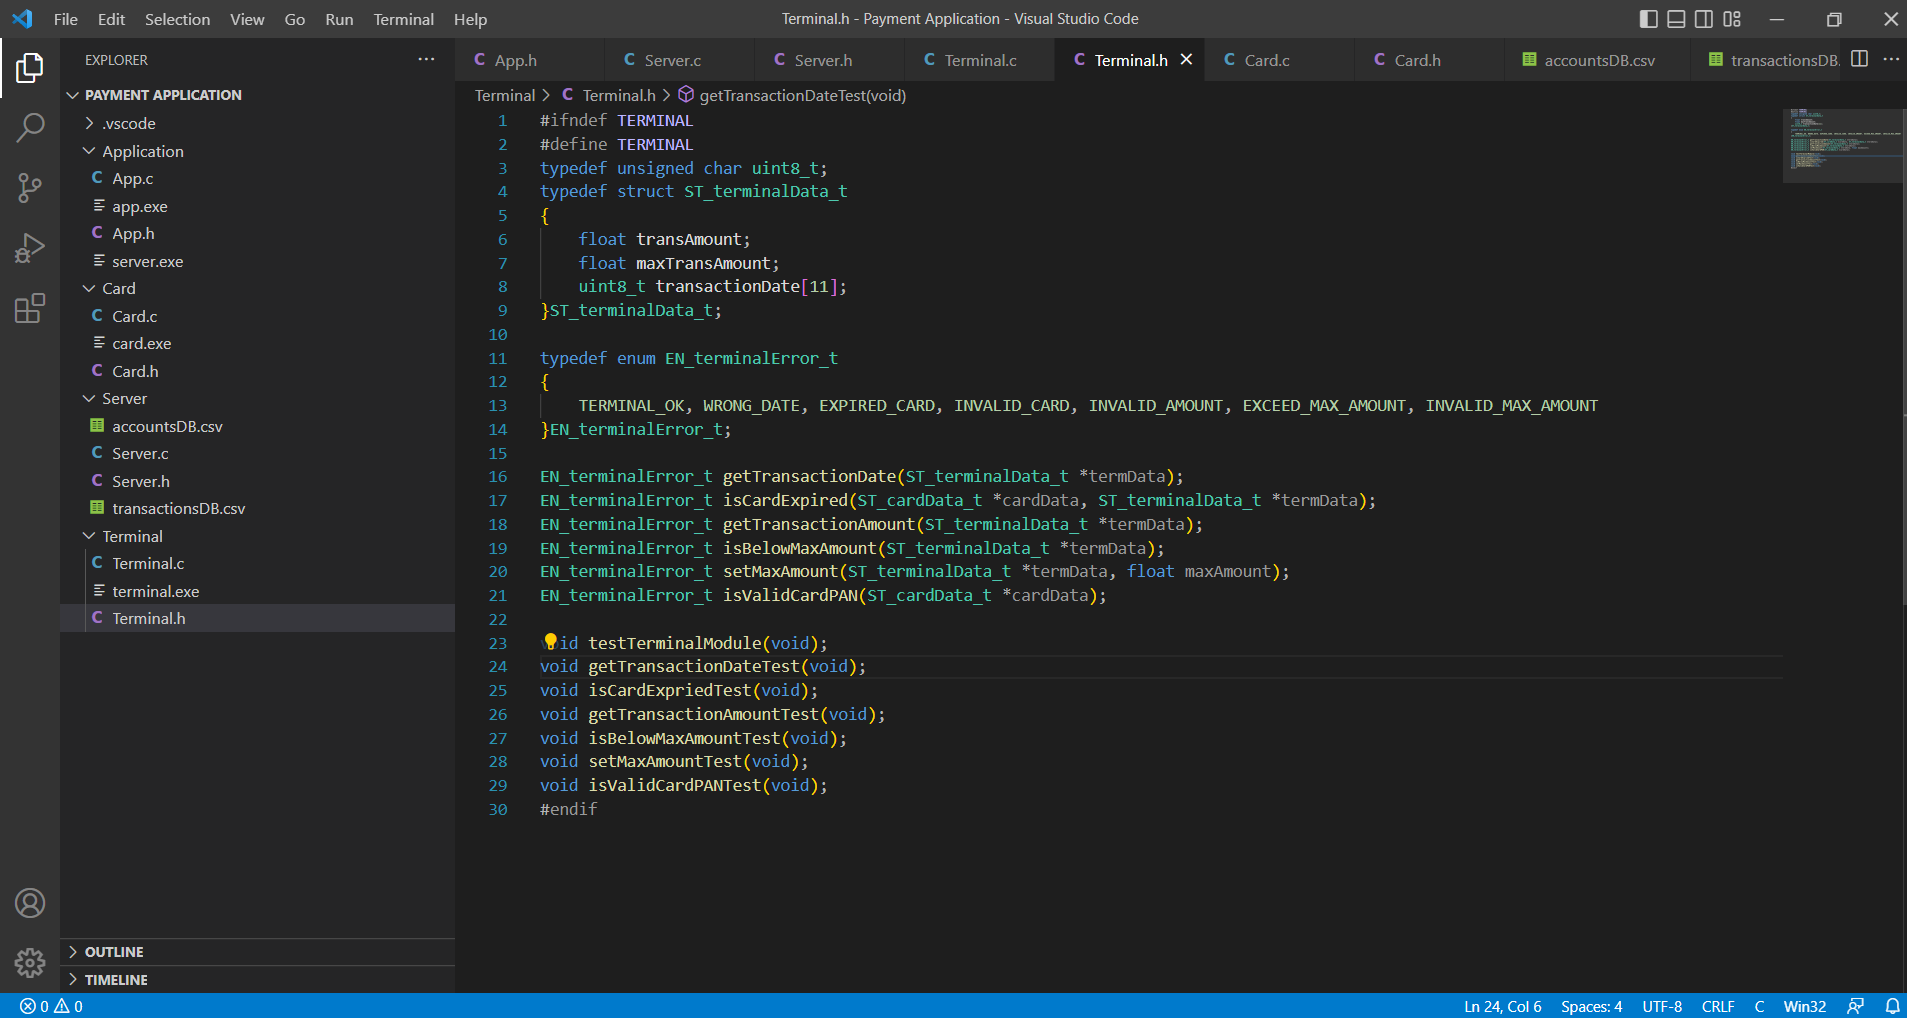 File Edit Selection View Go Run Terminal Help
Terminal.h - Payment Application - Visual Studio Code
EXPLORER
PAYMENT APPLICATION
.vscode
Application
C App.c
app.exe
C App.h
server.exe
Card
C Card.c
card.exe
C Card.h
Server
accountsDB.csv
C Server.c
C Server.h
transactionsDB.csv
Terminal
C Terminal.c
terminal.exe
C Terminal.h
OUTLINE
TIMELINE
C App.h C Server.c C Server.h C Terminal.c C Terminal.h C Card.c C Card.h accountsDB.csv transactionsDB.
Terminal > C Terminal.h > getTransactionDateTest(void)
1 #ifndef TERMINAL
2 #define TERMINAL
3 typedef unsigned char uint8_t;
4 typedef struct ST_terminalData_t
5 {
6 float transAmount;
7 float maxTransAmount;
8 uint8_t transactionDate[11];
9 }ST_terminalData_t;
10
11 typedef enum EN_terminalError_t
12 {
13 TERMINAL_OK, WRONG_DATE, EXPIRED_CARD, INVALID_CARD, INVALID_AMOUNT, EXCEED_MAX_AMOUNT, INVALID_MAX_AMOUNT
14 }EN_terminalError_t;
15
16 EN_terminalError_t getTransactionDate(ST_terminalData_t *termData);
17 EN_terminalError_t isCardExpired(ST_cardData_t *cardData, ST_terminalData_t *termData);
18 EN_terminalError_t getTransactionAmount(ST_terminalData_t *termData);
19 EN_terminalError_t isBelowMaxAmount(ST_terminalData_t *termData);
20 EN_terminalError_t setMaxAmount(ST_terminalData_t *termData, float maxAmount);
21 EN_terminalError_t isValidCardPAN(ST_cardData_t *cardData);
22
23 void testTerminalModule(void);
24 void getTransactionDateTest(void);
25 void isCardExpriedTest(void);
26 void getTransactionAmountTest(void);
27 void isBelowMaxAmountTest(void);
28 void setMaxAmountTest(void);
29 void isValidCardPANTest(void);
30 #endif
0 0
Ln 24, Col 6 Spaces: 4 UTF-8 CRLF C Win32